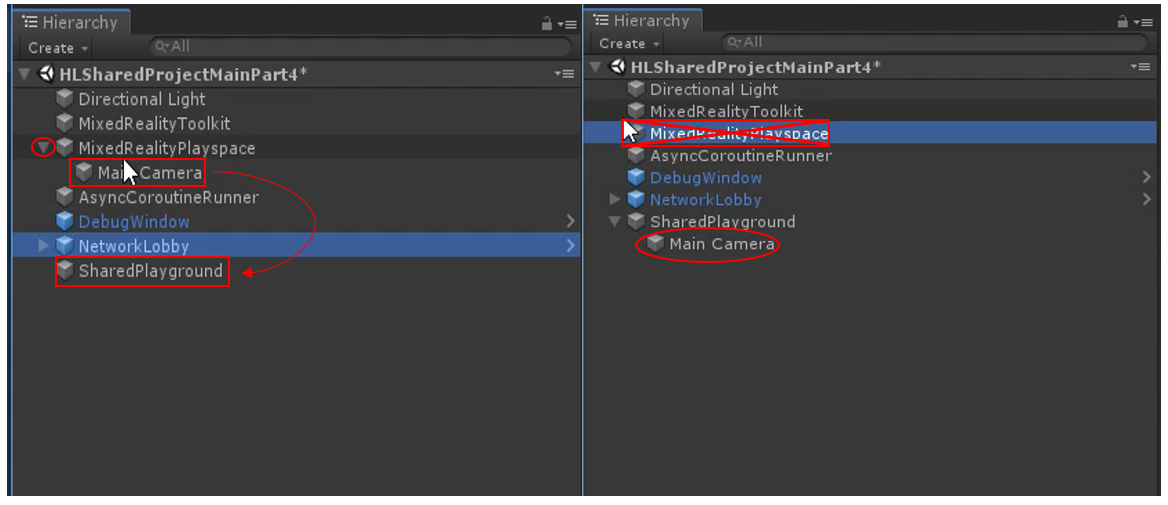 Hierarchy
Create
All
HLSharedProjectMainPart4*
Directional Light
MixedRealityToolkit
MixedRealityPlayspace
Main Camera
AsyncCoroutineRunner
DebugWindow
NetworkLobby
SharedPlayground
Hierarchy
Create
All
HLSharedProjectMainPart4*
Directional Light
MixedRealityToolkit
MixedRealityPlayspace
AsyncCoroutineRunner
DebugWindow
NetworkLobby
SharedPlayground
Main Camera